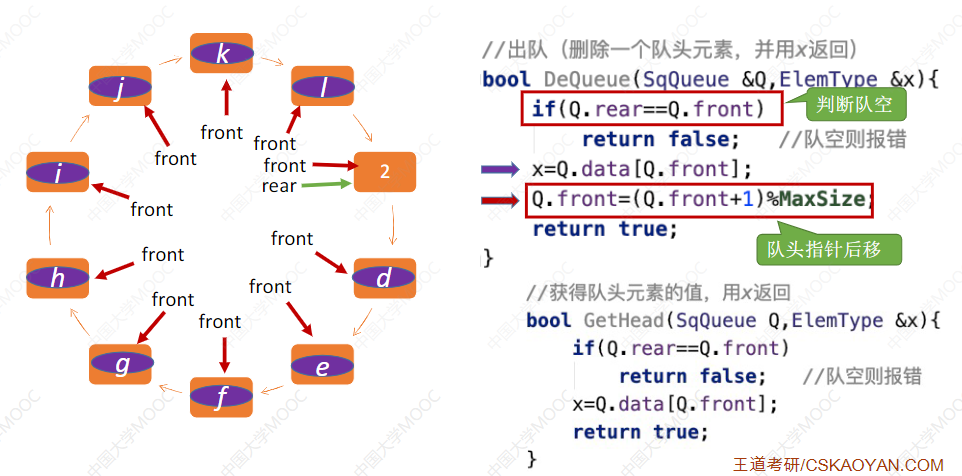 k
j
l
front
front
front
front
rear
2
i
front
h
front
front
d
front
front
front
g
f
e
//出队（删除一个队头元素，并用x返回）
bool DeQueue(SqQueue &Q,ElemType &x){
if(Q.rear==Q.front)
判断队空
return false; //队空则报错
x=Q.data[Q.front];
Q.front=(Q.front+1)%MaxSize;
return true;
队头指针后移
}
//获得队头元素的值，用x返回
bool GetHead(SqQueue Q,ElemType &x){
if(Q.rear==Q.front)
return false; //队空则报错
x=Q.data[Q.front];
return true;
}
王道考研/CSKAOYAN.COM
中国大学MOOC